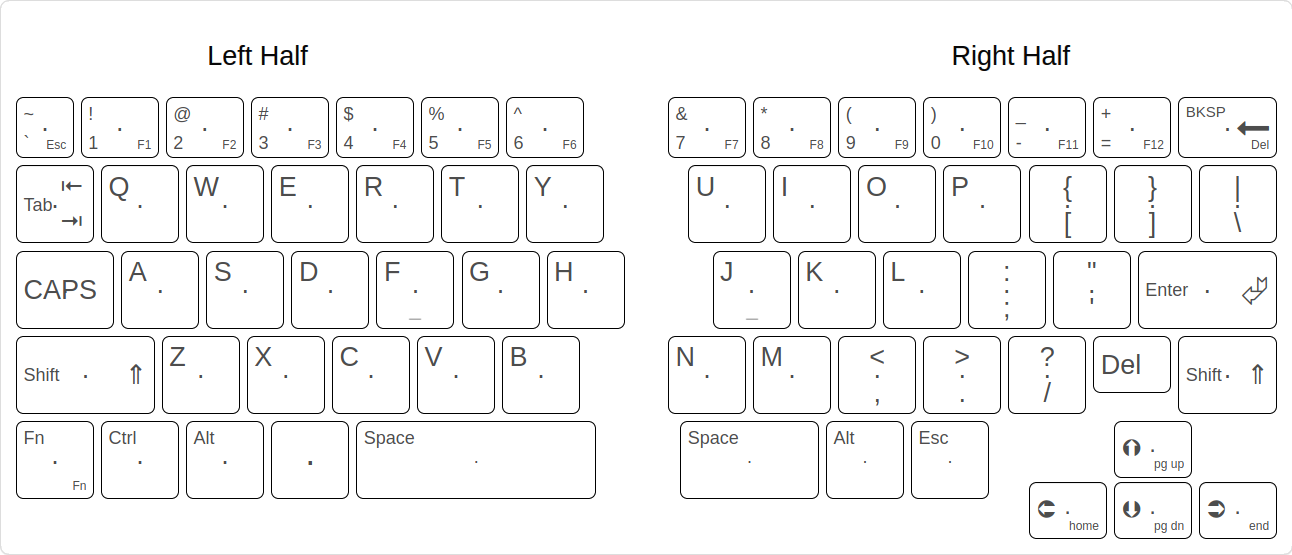 Left Half Right Half
~ ` Esc ! 1 F1 @ 2 F2 # 3 F3 $ 4 F4 % 5 F5 ^ 6 F6 & 7 F7 * 8 F8 ( 9 F9 ) 0 F10 _ - F11 + = F12 BKSP Del
Tab Q W E R T Y U I O P { [ } ] | \
CAPS A S D F _ G H J _ K L : ; " ' Enter
Shift ⇑ Z X C V B N M < , > . ? / Del Shift ⇑
Fn Fn Ctrl Alt Space Space Alt Esc pg up
home pg dn end